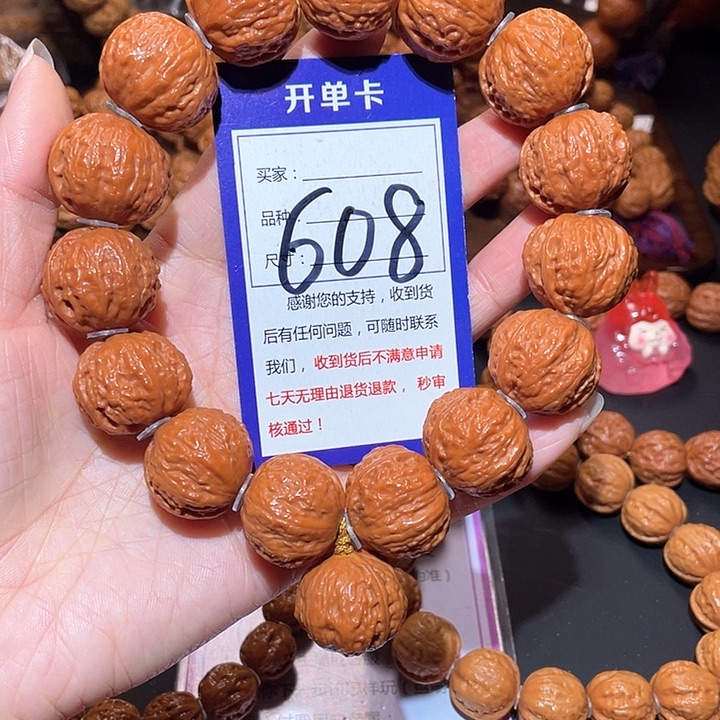 开单卡
买家：
品种：
尺寸：
608
感谢您的支持，收到货
后有任何问题，可随时联系
我们，收到货后不满意申请
七天无理由退货退款，秒审
核通过！
为准）